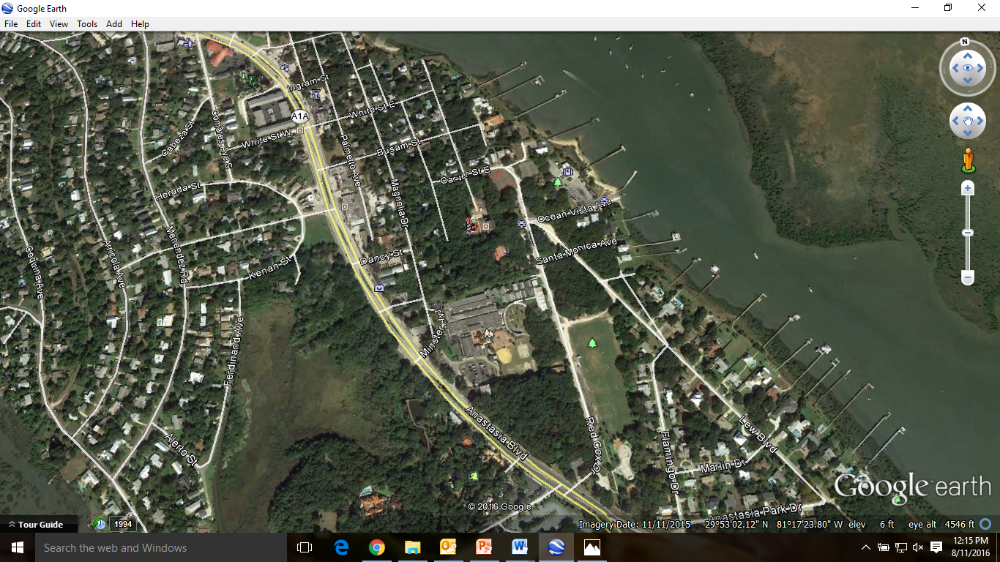 Google Earth
File Edit View Tools Add Help
N
Ingram St
A1A
White St E
Cabeza St
Comares Ave S
White St W
Palmetto Ave
Busam St
Carver St E
Herada St
Magnolia Dr
Ocean Vista Ave
Menendez Rd
Arricola Ave
Coquina Ave
Santa Monica Ave
Dancy St
Kenan St
Minster Ave
Ferdinand Ave
Anastasia Blvd
Red Cox Dr
Lew Blvd
Flamingo Dr
Alerto St
Marlin Dr
Google earth
© 2016 Google
Anastasia Park Dr
Tour Guide
1994
Imagery Date: 11/11/2015 29°53'02.12" N 81°17'23.80" W elev 6 ft eye alt 4546 ft
Search the web and Windows
12:15 PM
8/11/2016